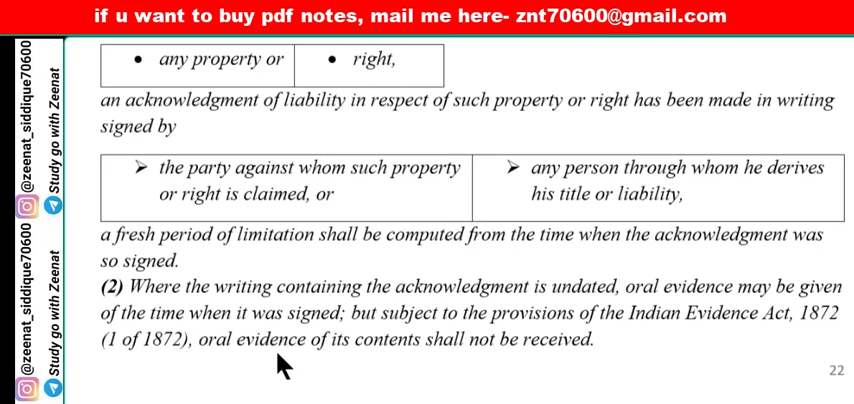 if u want to buy pdf notes, mail me here- znt70600@gmail.com
@zeenat_siddique70600
Study go with Zeenat
@zeenat_siddique70600
Study go with Zeenat
• any property or
• right,
an acknowledgment of liability in respect of such property or right has been made in writing
signed by
➢ the party against whom such property
or right is claimed, or
➢ any person through whom he derives
his title or liability,
a fresh period of limitation shall be computed from the time when the acknowledgment was
so signed.
(2) Where the writing containing the acknowledgment is undated, oral evidence may be given
of the time when it was signed; but subject to the provisions of the Indian Evidence Act, 1872
(1 of 1872), oral evidence of its contents shall not be received.
22